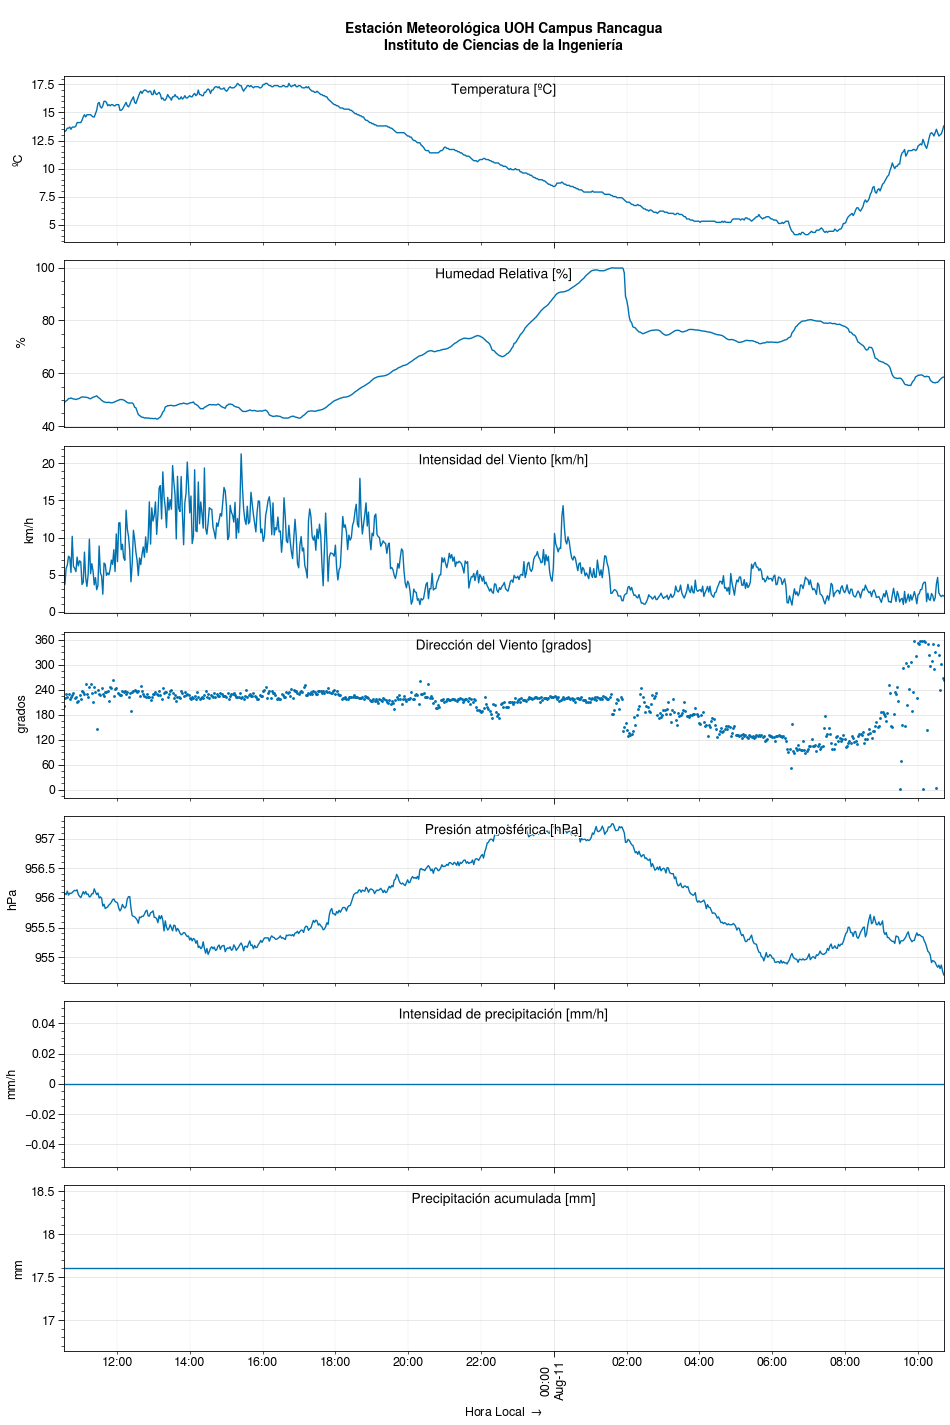 Estación Meteorológica UOH Campus Rancagua
Instituto de Ciencias de la Ingeniería
Temperatura [ºC]
17.5
15
12.5
10
7.5
5
ºC
Humedad Relativa [%]
100
80
60
40
%
Intensidad del Viento [km/h]
20
15
10
5
0
km/h
Dirección del Viento [grados]
360
300
240
180
120
60
0
grados
Presión atmosférica [hPa]
957
956.5
956
955.5
955
hPa
Intensidad de precipitación [mm/h]
0.04
0.02
0
−0.02
−0.04
mm/h
Precipitación acumulada [mm]
18.5
18
17.5
17
mm
12:00 14:00 16:00 18:00 20:00 22:00 00:00 02:00 04:00 06:00 08:00 10:00
Aug-11
Hora Local →